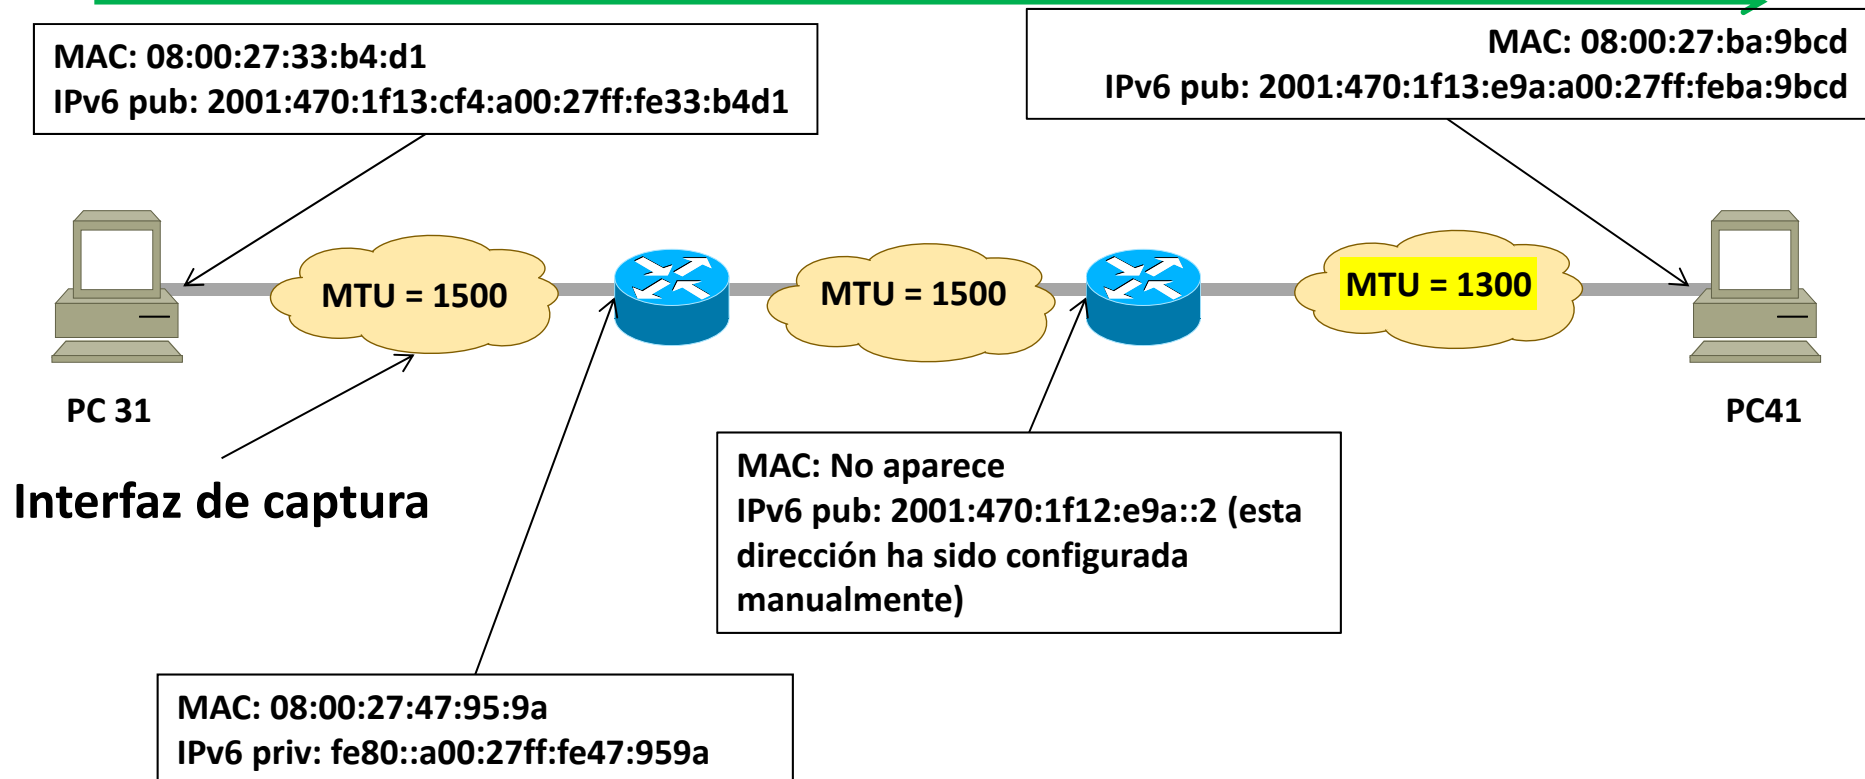 MAC: 08:00:27:33:b4:d1
IPv6 pub: 2001:470:1f13:cf4:a00:27ff:fe33:b4d1
MAC: 08:00:27:ba:9bcd
IPv6 pub: 2001:470:1f13:e9a:a00:27ff:feba:9bcd
MTU = 1500
MTU = 1500
MTU = 1300
PC 31
PC41
Interfaz de captura
MAC: No aparece
IPv6 pub: 2001:470:1f12:e9a::2 (esta
dirección ha sido configurada
manualmente)
MAC: 08:00:27:47:95:9a
IPv6 priv: fe80::a00:27ff:fe47:959a